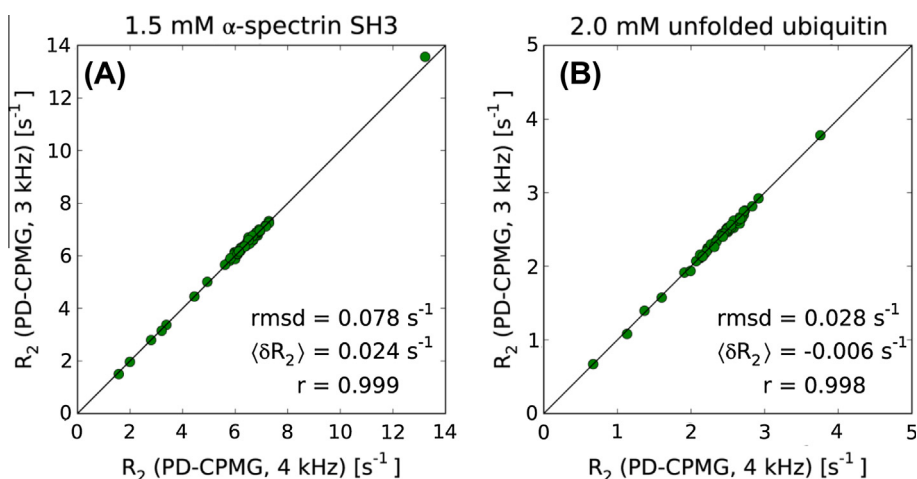 1.5 mM α-spectrin SH3
(A)
R2 (PD-CPMG, 3 kHz) [s-1]
14
12
10
8
6
4
2
0
rmsd = 0.078 s-1
⟨δR2⟩ = 0.024 s-1
r = 0.999
0 2 4 6 8 10 12 14
R2 (PD-CPMG, 4 kHz) [s-1]
2.0 mM unfolded ubiquitin
(B)
R2 (PD-CPMG, 3 kHz) [s-1]
5
4
3
2
1
0
rmsd = 0.028 s-1
⟨δR2⟩ = -0.006 s-1
r = 0.998
0 1 2 3 4 5
R2 (PD-CPMG, 4 kHz) [s-1]